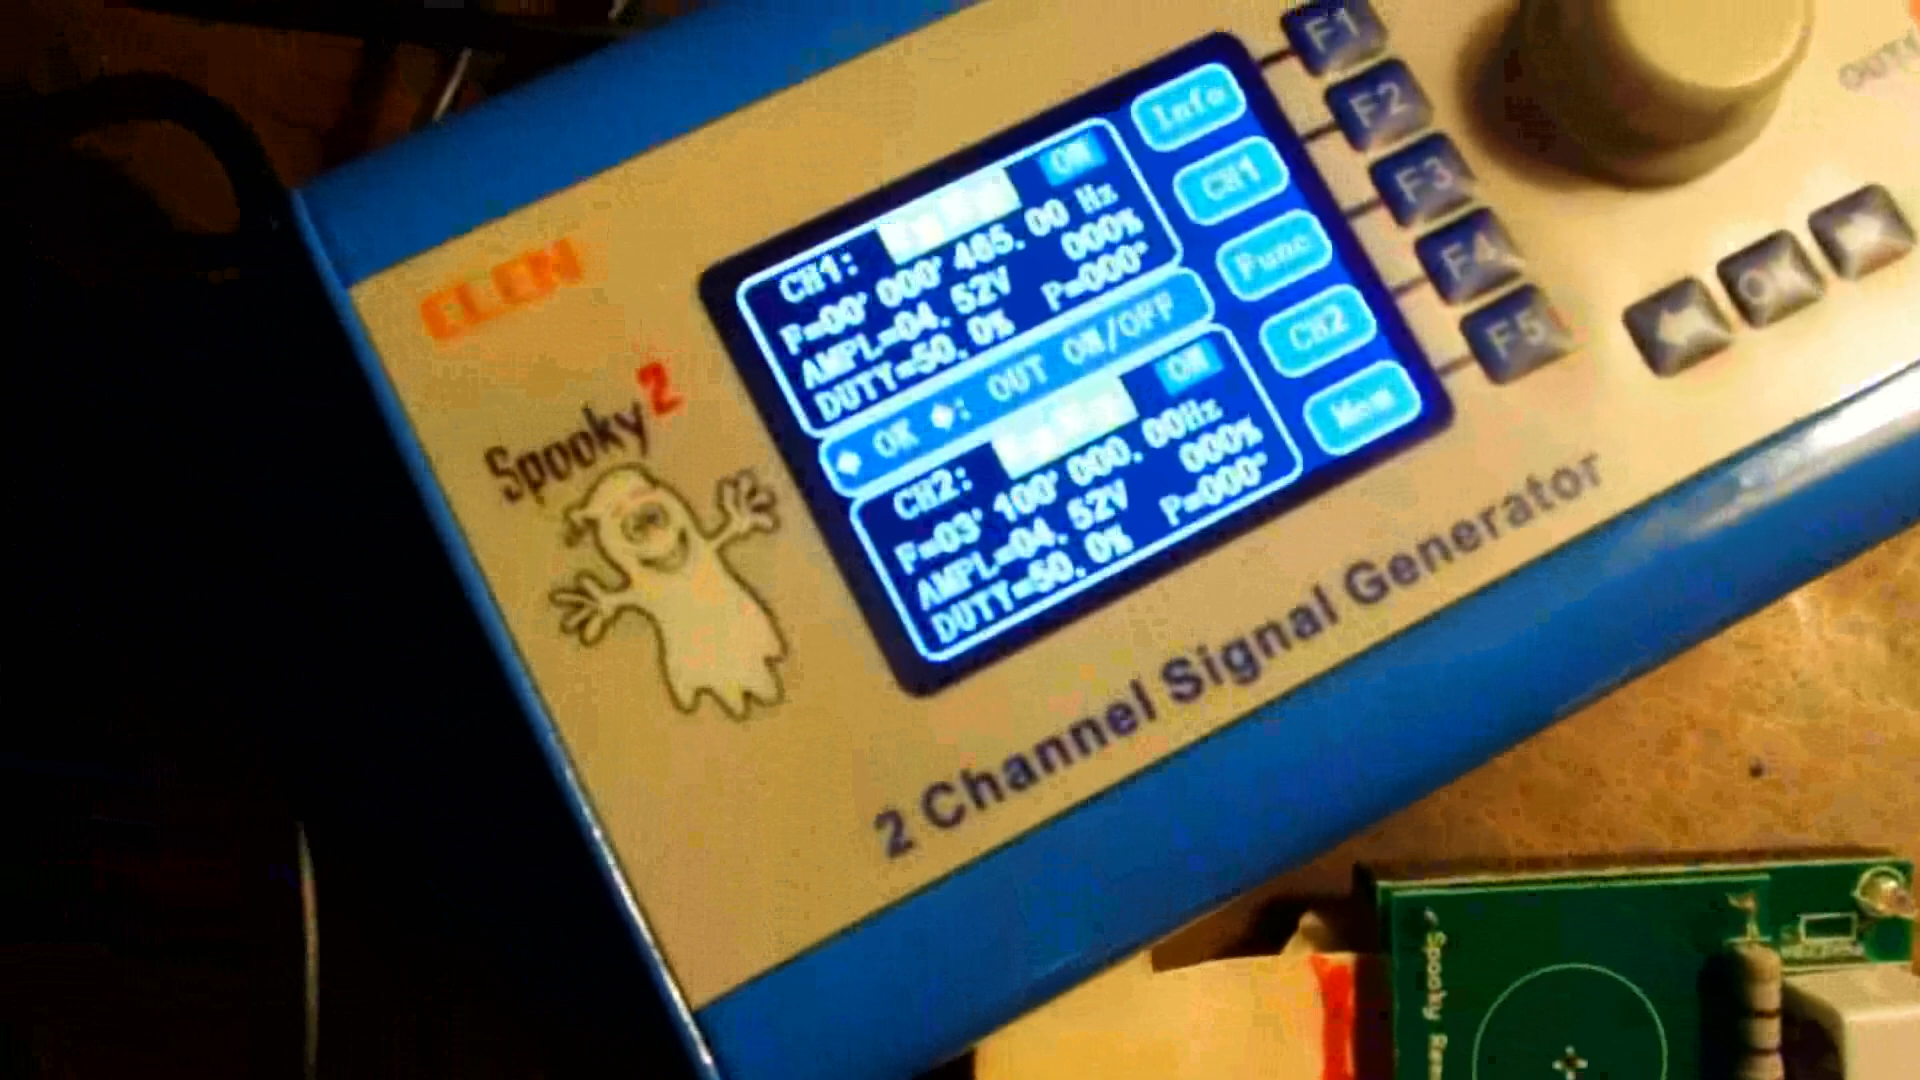 Info
CH1
Func
CH2
Mem
CH1:
ON
F=00' 000' 465.00 Hz
AMPL=04.52V 000%
DUTY=50.0% P=000°
OK : OUT ON/OFF
CH2:
ON
F=03' 100' 000.00Hz
AMPL=04.52V 000%
DUTY=50.0% P=000°
F1
F2
F3
F4
F5
OK
Spooky2
2 Channel Signal Generator
Spooky